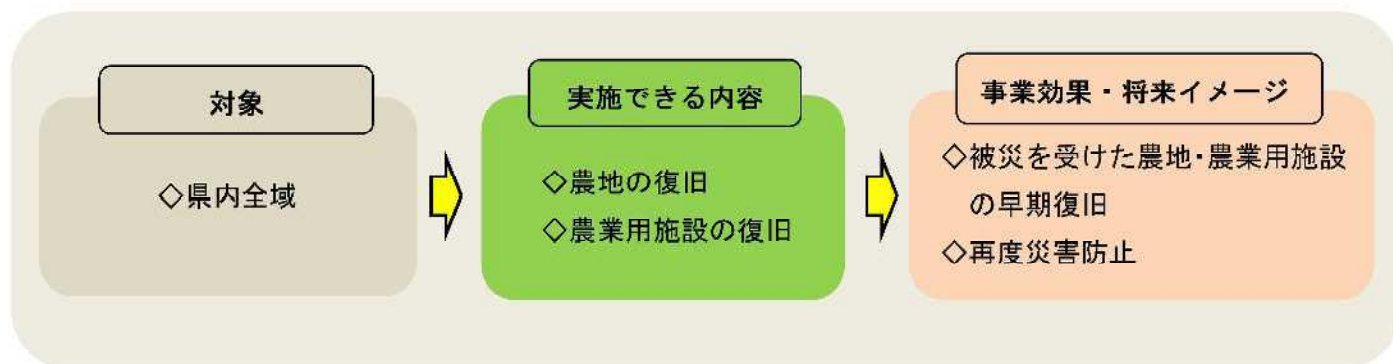 対象
◇県内全域
実施できる内容
◇農地の復旧
◇農業用施設の復旧
事業効果・将来イメージ
◇被災を受けた農地・農業用施設
の早期復旧
◇再度災害防止